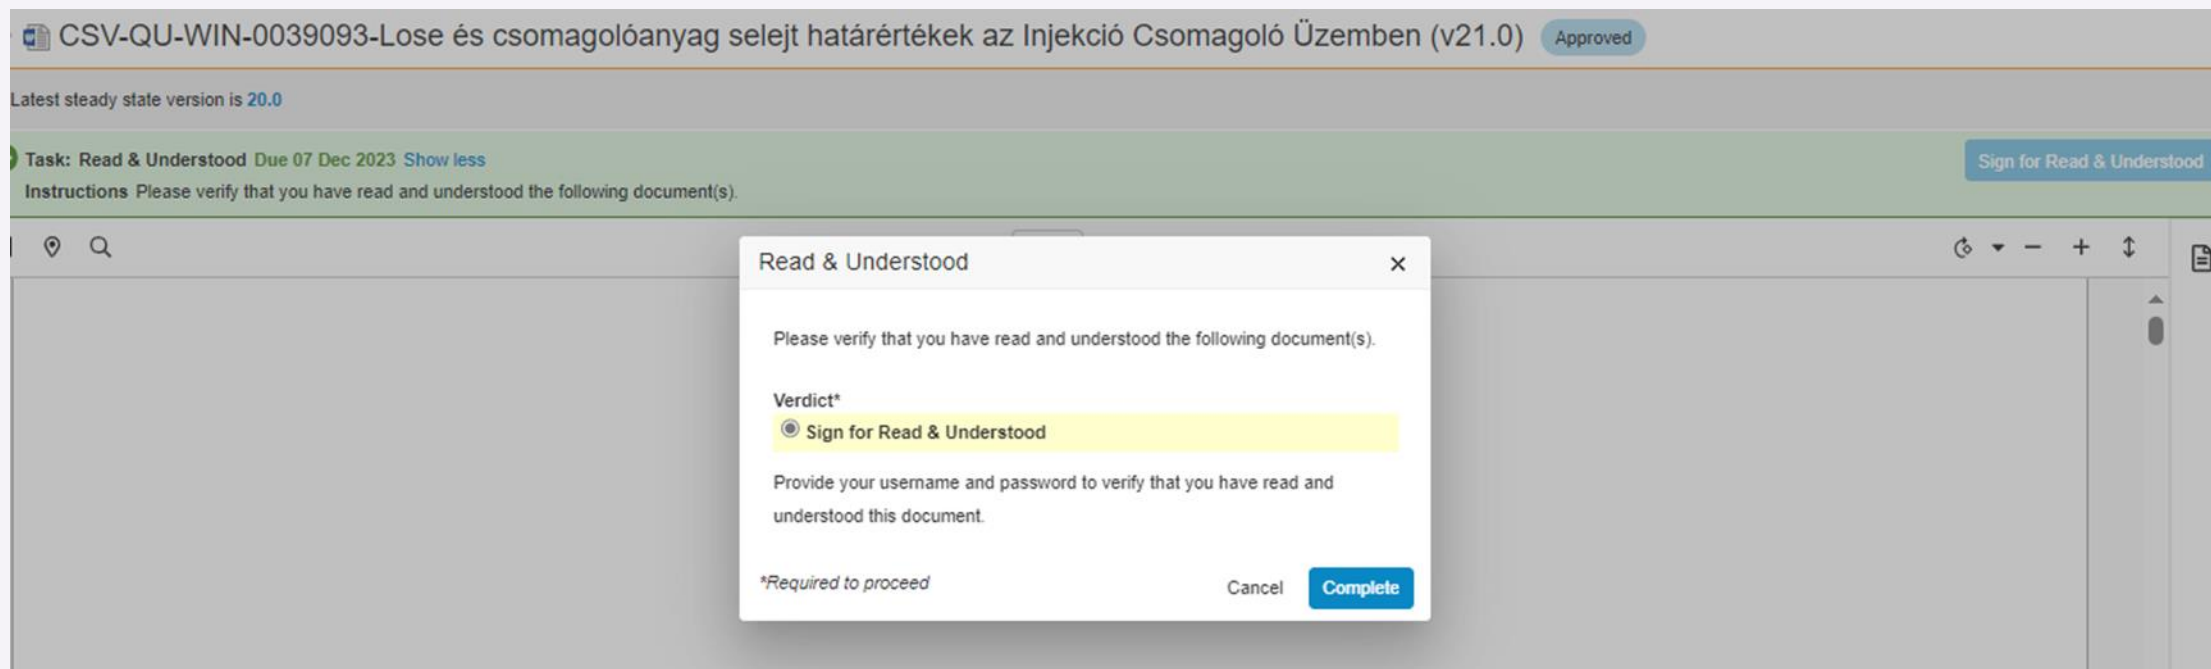 CSV-QU-WIN-0039093-Lose és csomagolóanyag selejt határértékek az Injekció Csomagoló Üzemben (v21.0) Approved
Latest steady state version is 20.0
Task: Read & Understood Due 07 Dec 2023 Show less
Sign for Read & Understood
Instructions Please verify that you have read and understood the following document(s).
Read & Understood
Please verify that you have read and understood the following document(s).
Verdict*
Sign for Read & Understood
Provide your username and password to verify that you have read and
understood this document.
*Required to proceed
Cancel
Complete